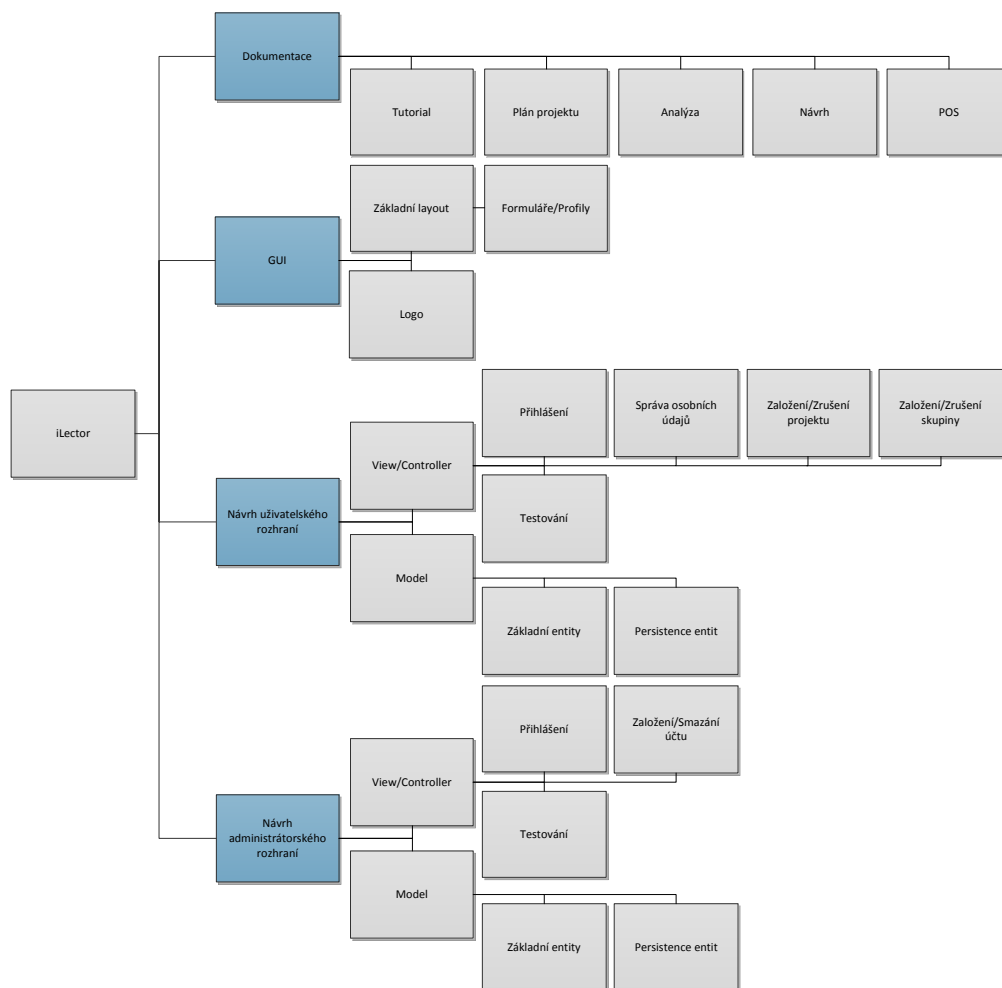 Dokumentace
Tutorial
Plán projektu
Analýza
Návrh
POS
Základní layout
Formuláře/Profily
GUI
Logo
iLector
Přihlášení
Správa osobních
údajů
Založení/Zrušení
projektu
Založení/Zrušení
skupiny
View/Controller
Návrh uživatelského
rozhraní
Testování
Model
Základní entity
Persistence entit
Přihlášení
Založení/Smazání
účtu
View/Controller
Návrh
administrátorského
rozhraní
Testování
Model
Základní entity
Persistence entit